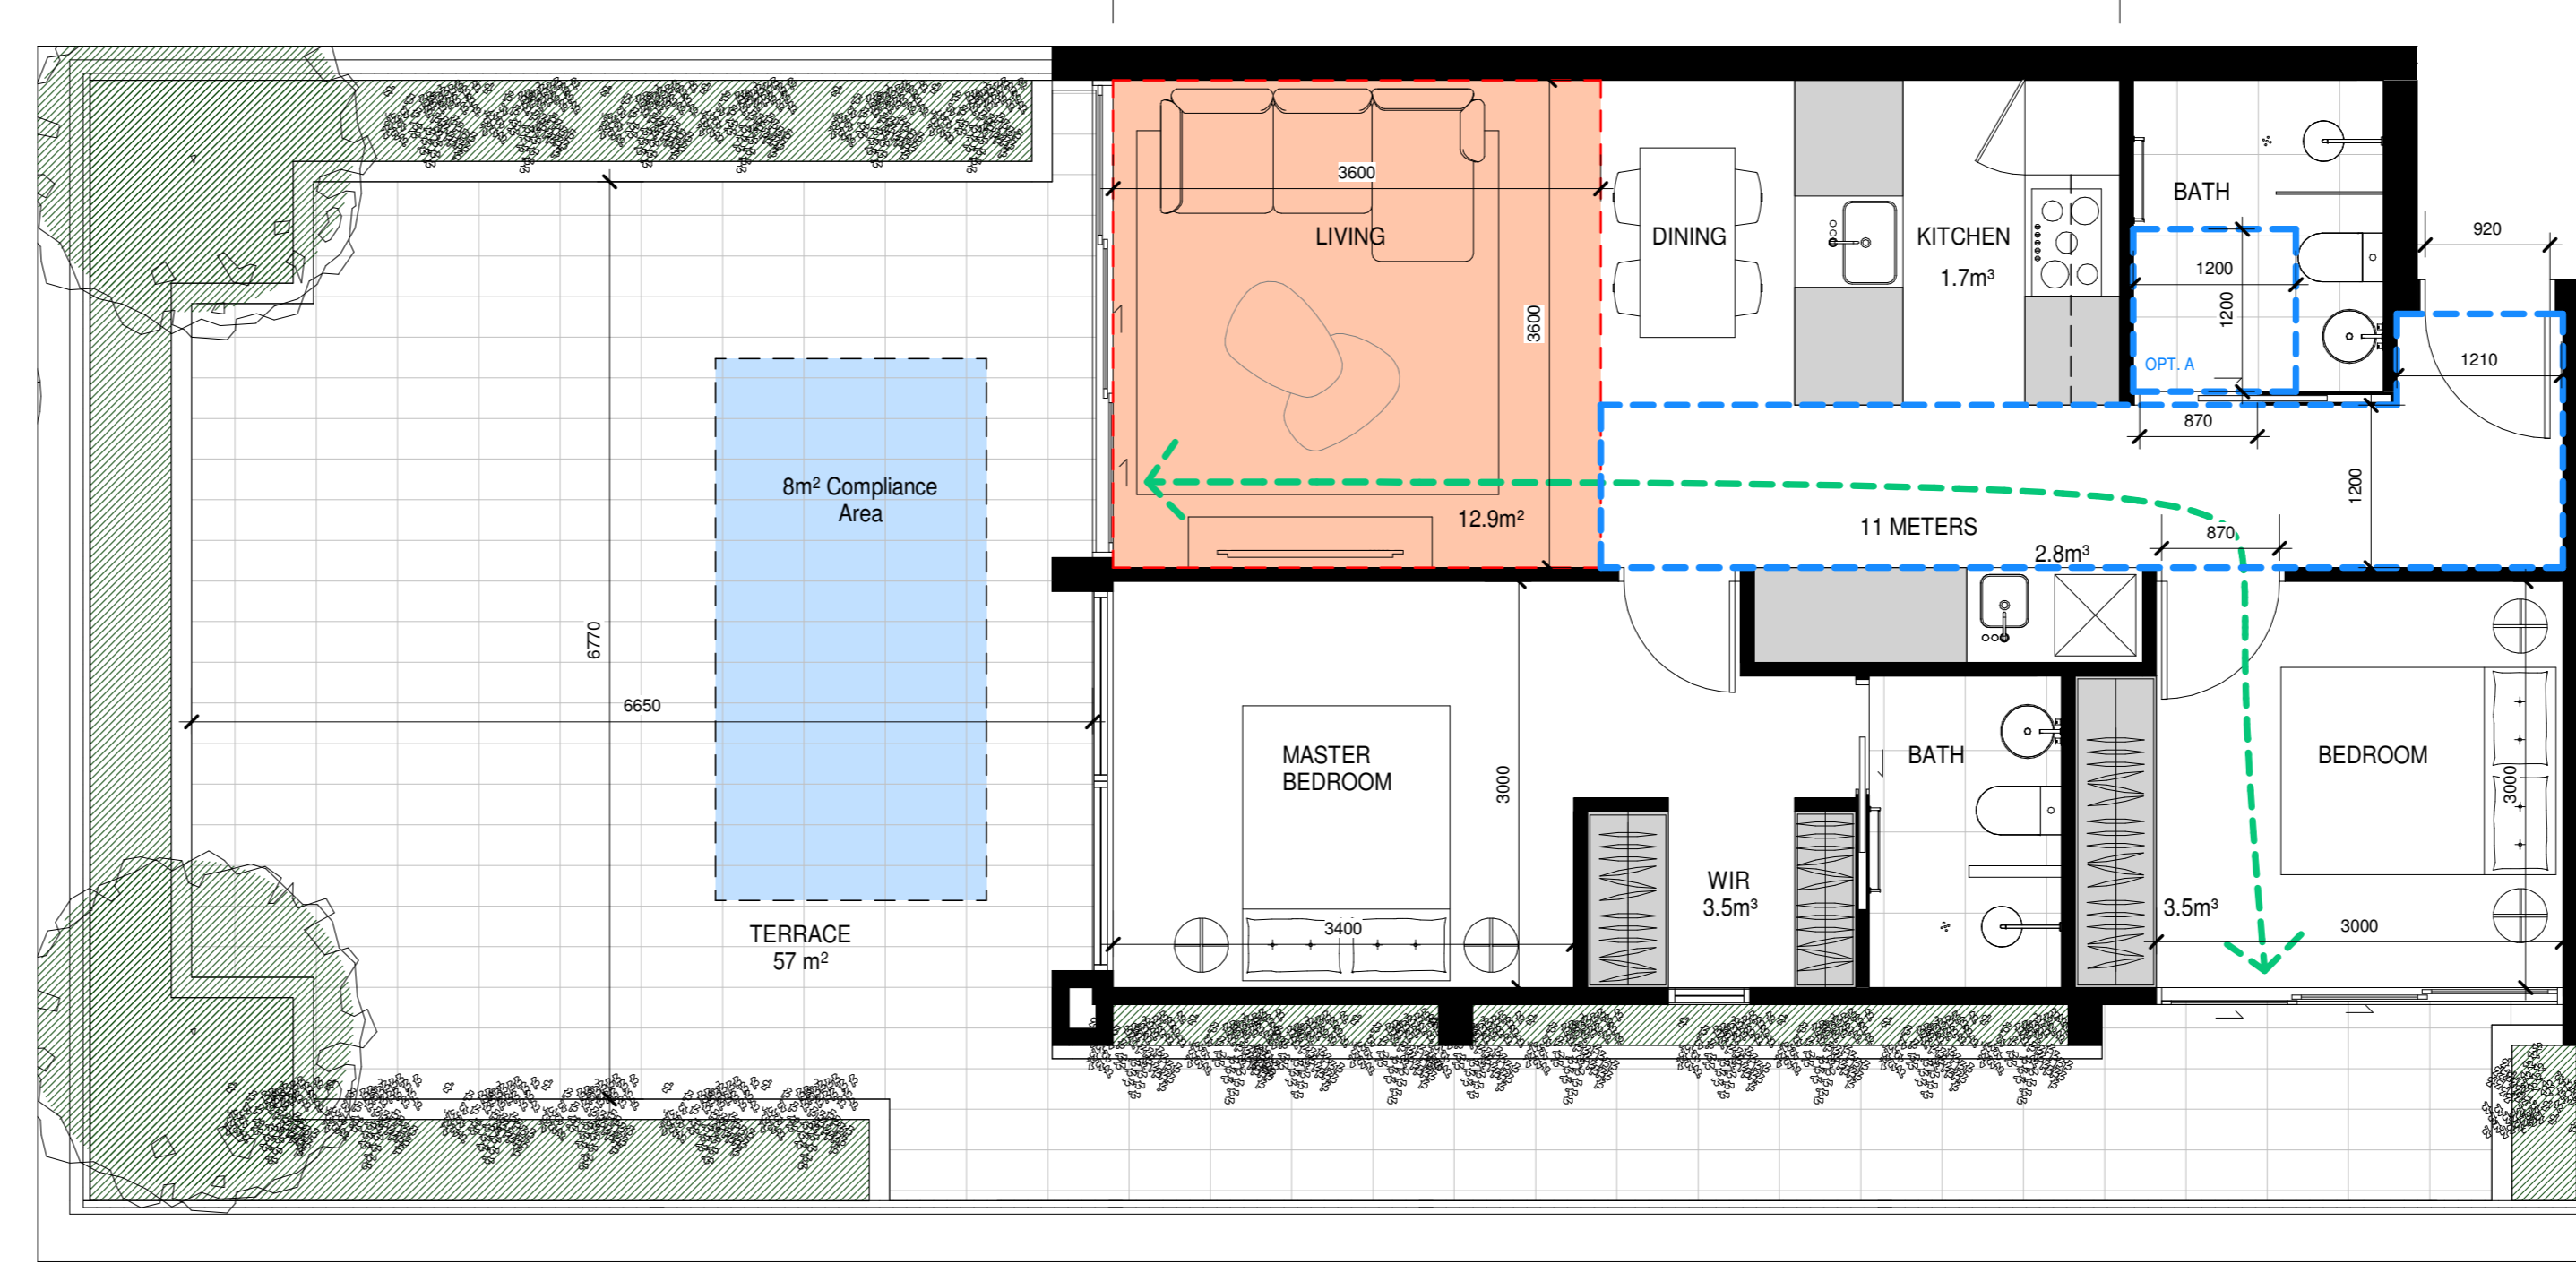 3600
LIVING
3600
12.9m²
DINING
KITCHEN
1.7m³
BATH
1200
1200
OPT. A
920
1210
870
1200
11 METERS
2.8m³
870
8m² Compliance
Area
6770
6650
TERRACE
57 m²
MASTER
BEDROOM
3000
3400
WIR
3.5m³
BATH
BEDROOM
3000
3.5m³
3000